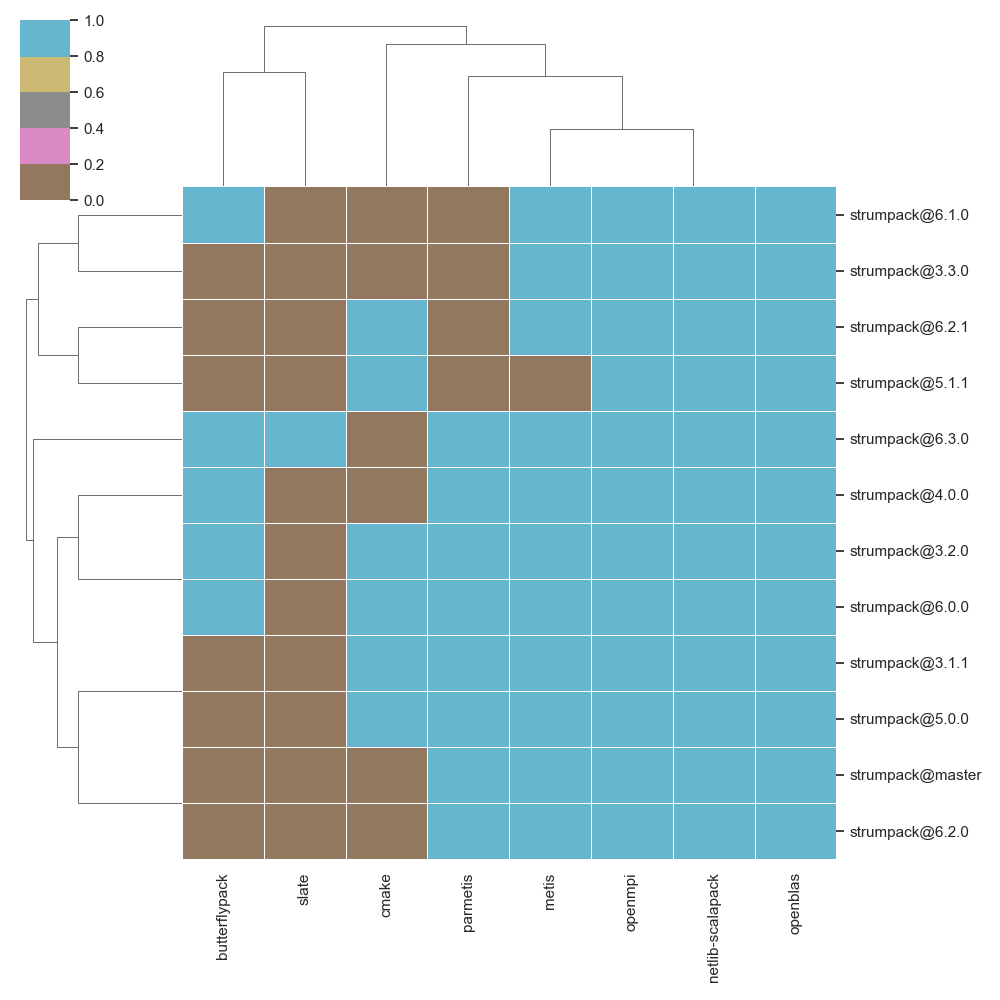 1.0
0.8
0.6
0.4
0.2
0.0
strumpack@6.1.0
strumpack@3.3.0
strumpack@6.2.1
strumpack@5.1.1
strumpack@6.3.0
strumpack@4.0.0
strumpack@3.2.0
strumpack@6.0.0
strumpack@3.1.1
strumpack@5.0.0
strumpack@master
strumpack@6.2.0
butterflypack
slate
cmake
parmetis
metis
openmpi
netlib-scalapack
openblas